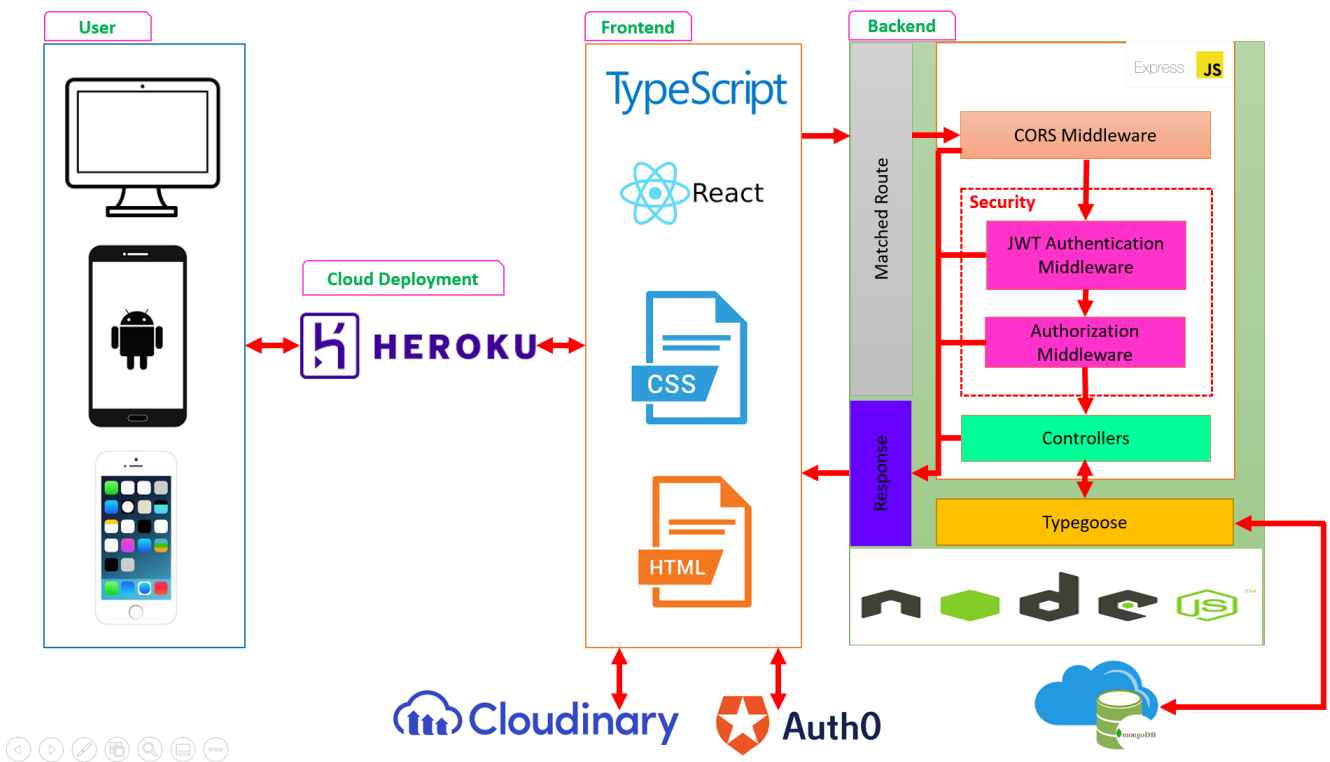 User
Frontend
Backend
TypeScript
Express
JS
CORS Middleware
React
Matched Route
Security
JWT Authentication
Middleware
Cloud Deployment
HEROKU
Authorization
Middleware
CSS
Controllers
Response
Typegoose
HTML
node
JS
TM
Cloudinary
Auth0
mongoDB